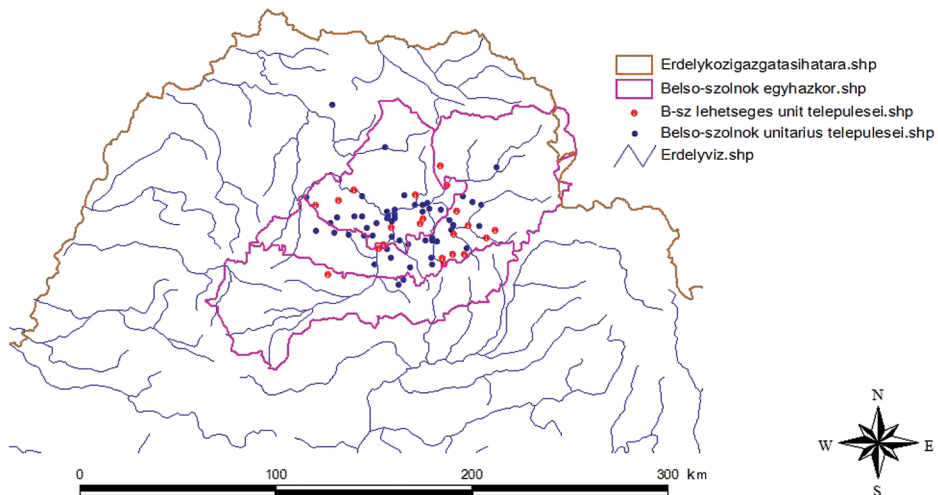 Erdelykozigazgatasihatara.shp
Belso-szolnok egyhazkor.shp
B-sz lehetseges unit telepulesei.shp
Belso-szolnok unitarius telepulesei.shp
Erdelyviz.shp
N
W E
S
0 100 200 300 km